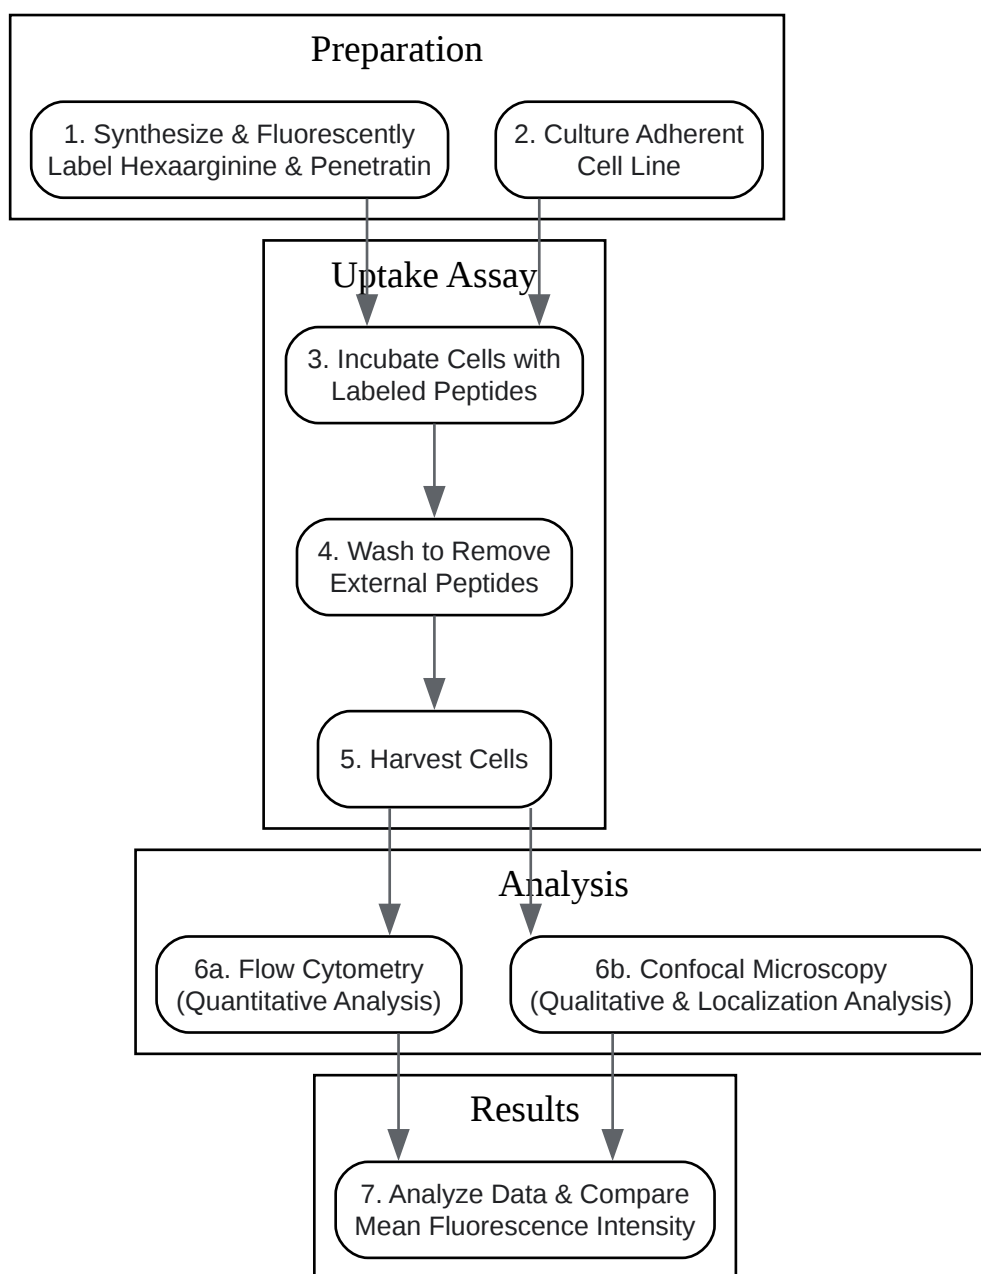 Preparation
1. Synthesize & Fluorescently
Label Hexaarginine & Penetratin
2. Culture Adherent
Cell Line
Uptake Assay
3. Incubate Cells with
Labeled Peptides
4. Wash to Remove
External Peptides
5. Harvest Cells
Analysis
6a. Flow Cytometry
(Quantitative Analysis)
6b. Confocal Microscopy
(Qualitative & Localization Analysis)
Results
7. Analyze Data & Compare
Mean Fluorescence Intensity